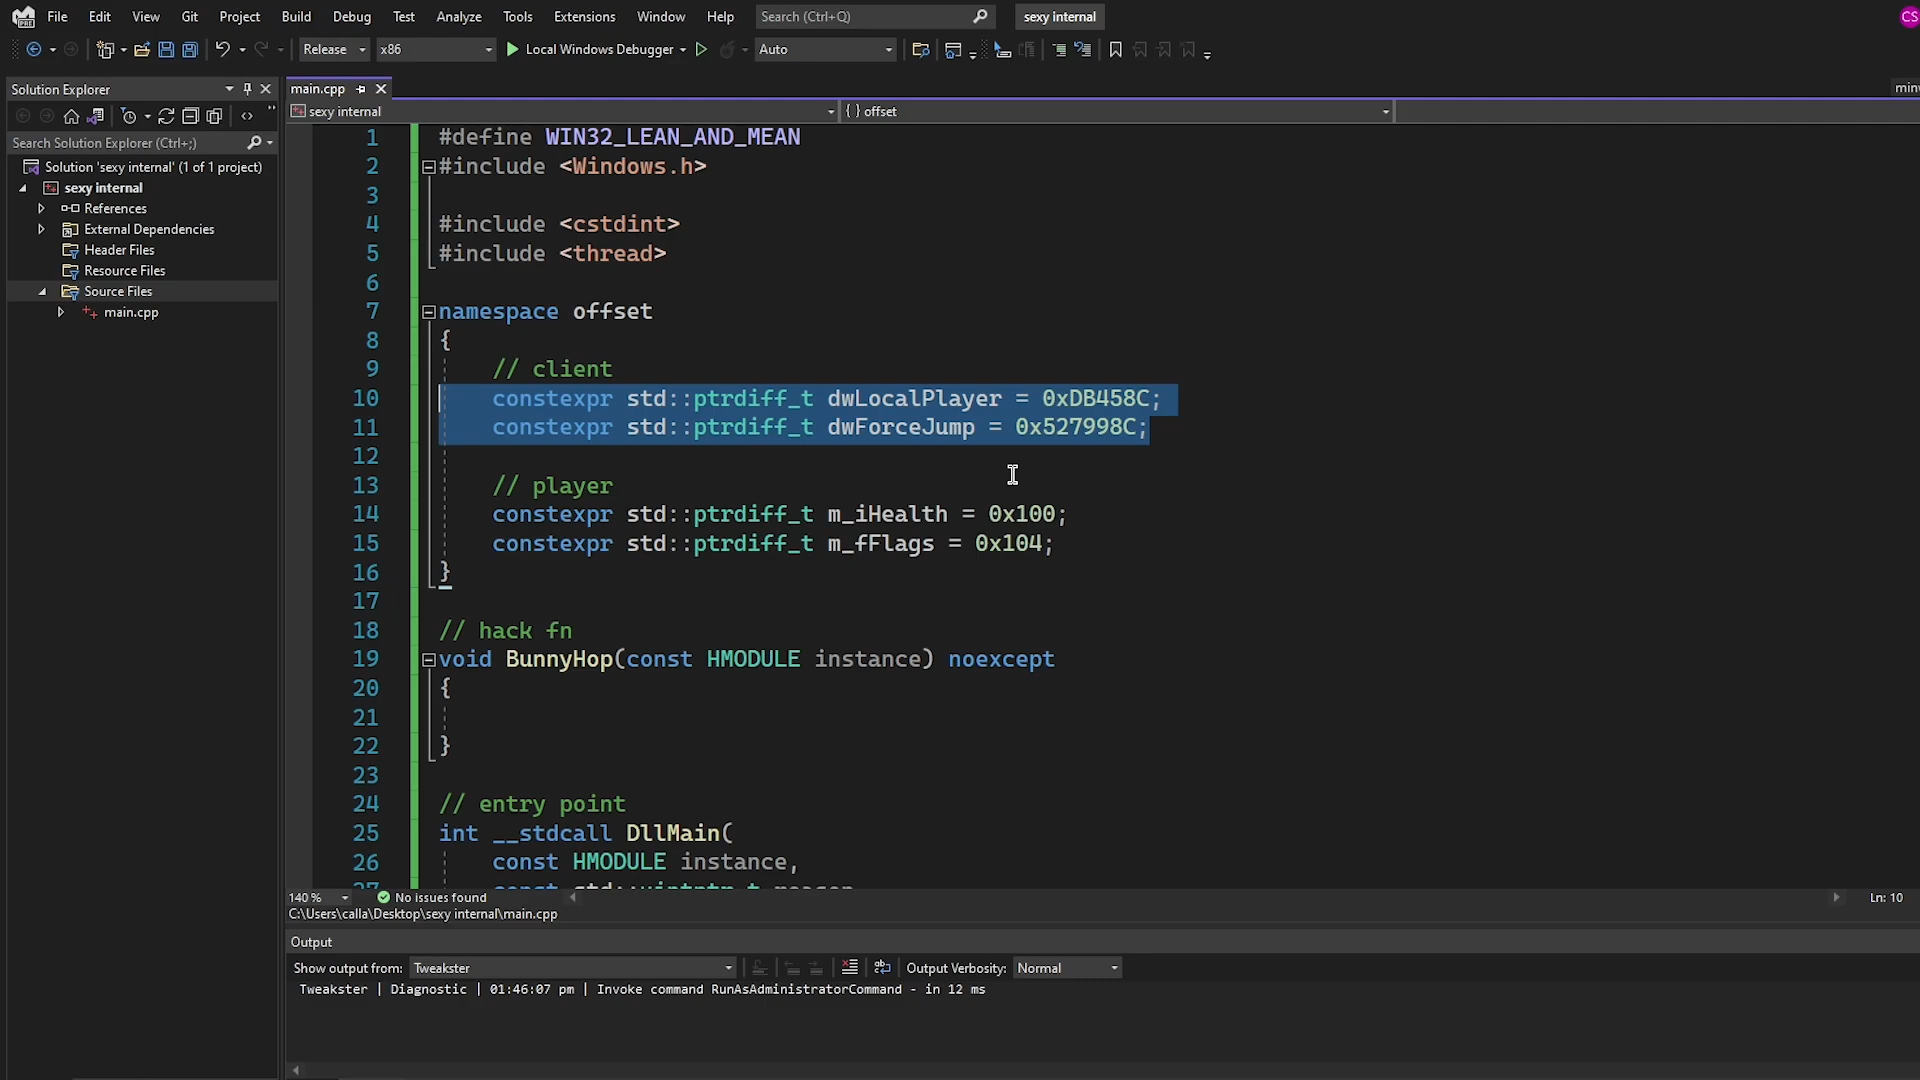 File Edit View Git Project Build Debug Test Analyze Tools Extensions Window Help Search (Ctrl+Q) sexy internal CS
Release x86 Local Windows Debugger Auto
Solution Explorer
Search Solution Explorer (Ctrl+;)
Solution 'sexy internal' (1 of 1 project)
sexy internal
References
External Dependencies
Header Files
Resource Files
Source Files
main.cpp
main.cpp
sexy internal { } offset
1 #define WIN32_LEAN_AND_MEAN
2 #include <Windows.h>
3
4 #include <cstdint>
5 #include <thread>
6
7 namespace offset
8 {
9 // client
10 constexpr std::ptrdiff_t dwLocalPlayer = 0xDB458C;
11 constexpr std::ptrdiff_t dwForceJump = 0x527998C;
12
13 // player
14 constexpr std::ptrdiff_t m_iHealth = 0x100;
15 constexpr std::ptrdiff_t m_fFlags = 0x104;
16 }
17
18 // hack fn
19 void BunnyHop(const HMODULE instance) noexcept
20 {
21
22 }
23
24 // entry point
25 int __stdcall DllMain(
26 const HMODULE instance,
27 const std::uintptr_t reason
140 % No issues found Ln: 10
C:\Users\calla\Desktop\sexy internal\main.cpp
Output
Show output from: Tweakster Output Verbosity: Normal
Tweakster | Diagnostic | 01:46:07 pm | Invoke command RunAsAdministratorCommand - in 12 ms